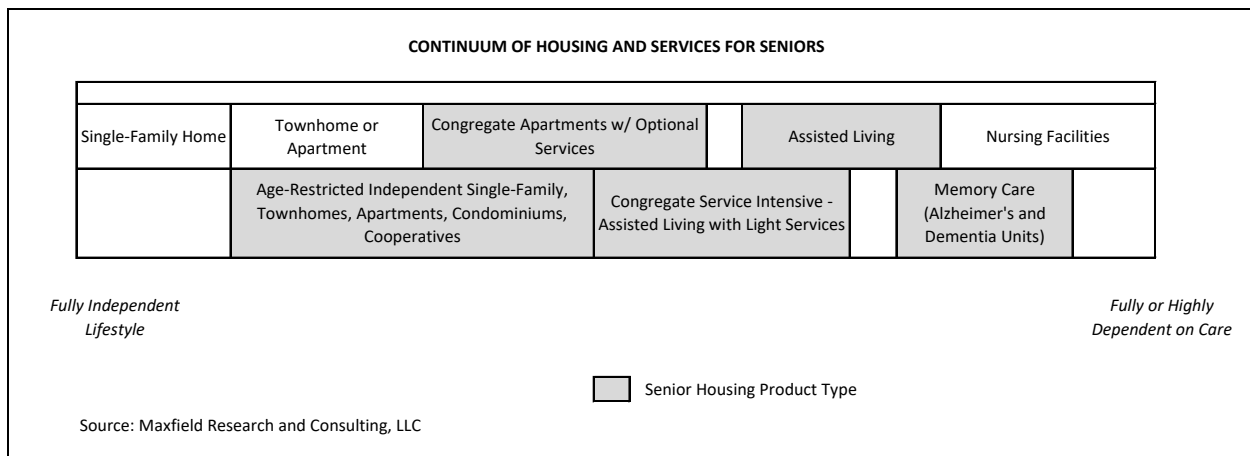 CONTINUUM OF HOUSING AND SERVICES FOR SENIORS
Single-Family Home
Townhome or
Apartment
Congregate Apartments w/ Optional
Services
Assisted Living
Nursing Facilities
Age-Restricted Independent Single-Family,
Townhomes, Apartments, Condominiums,
Cooperatives
Congregate Service Intensive -
Assisted Living with Light Services
Memory Care
(Alzheimer's and
Dementia Units)
Fully Independent
Lifestyle
Fully or Highly
Dependent on Care
Senior Housing Product Type
Source: Maxfield Research and Consulting, LLC